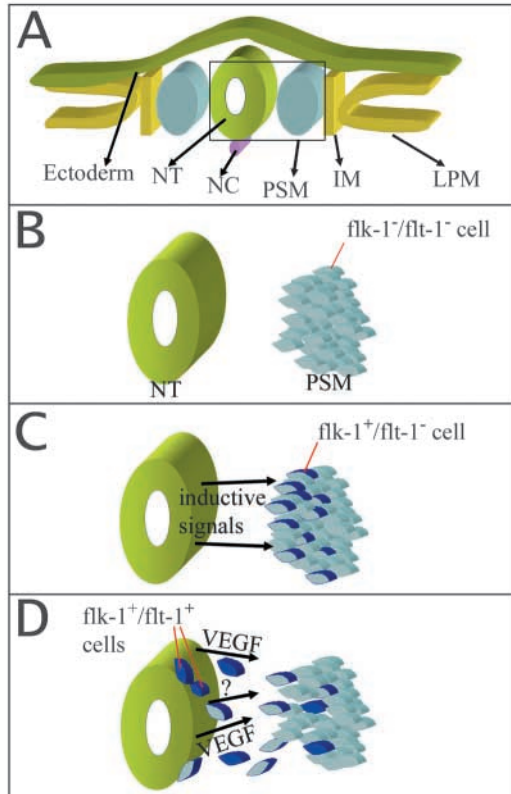 A
Ectoderm NT NC PSM IM LPM
B
flk-1⁻/flt-1⁻ cell
NT PSM
C
flk-1⁺/flt-1⁻ cell
inductive
signals
D
flk-1⁺/flt-1⁺
cells
VEGF
?
VEGF